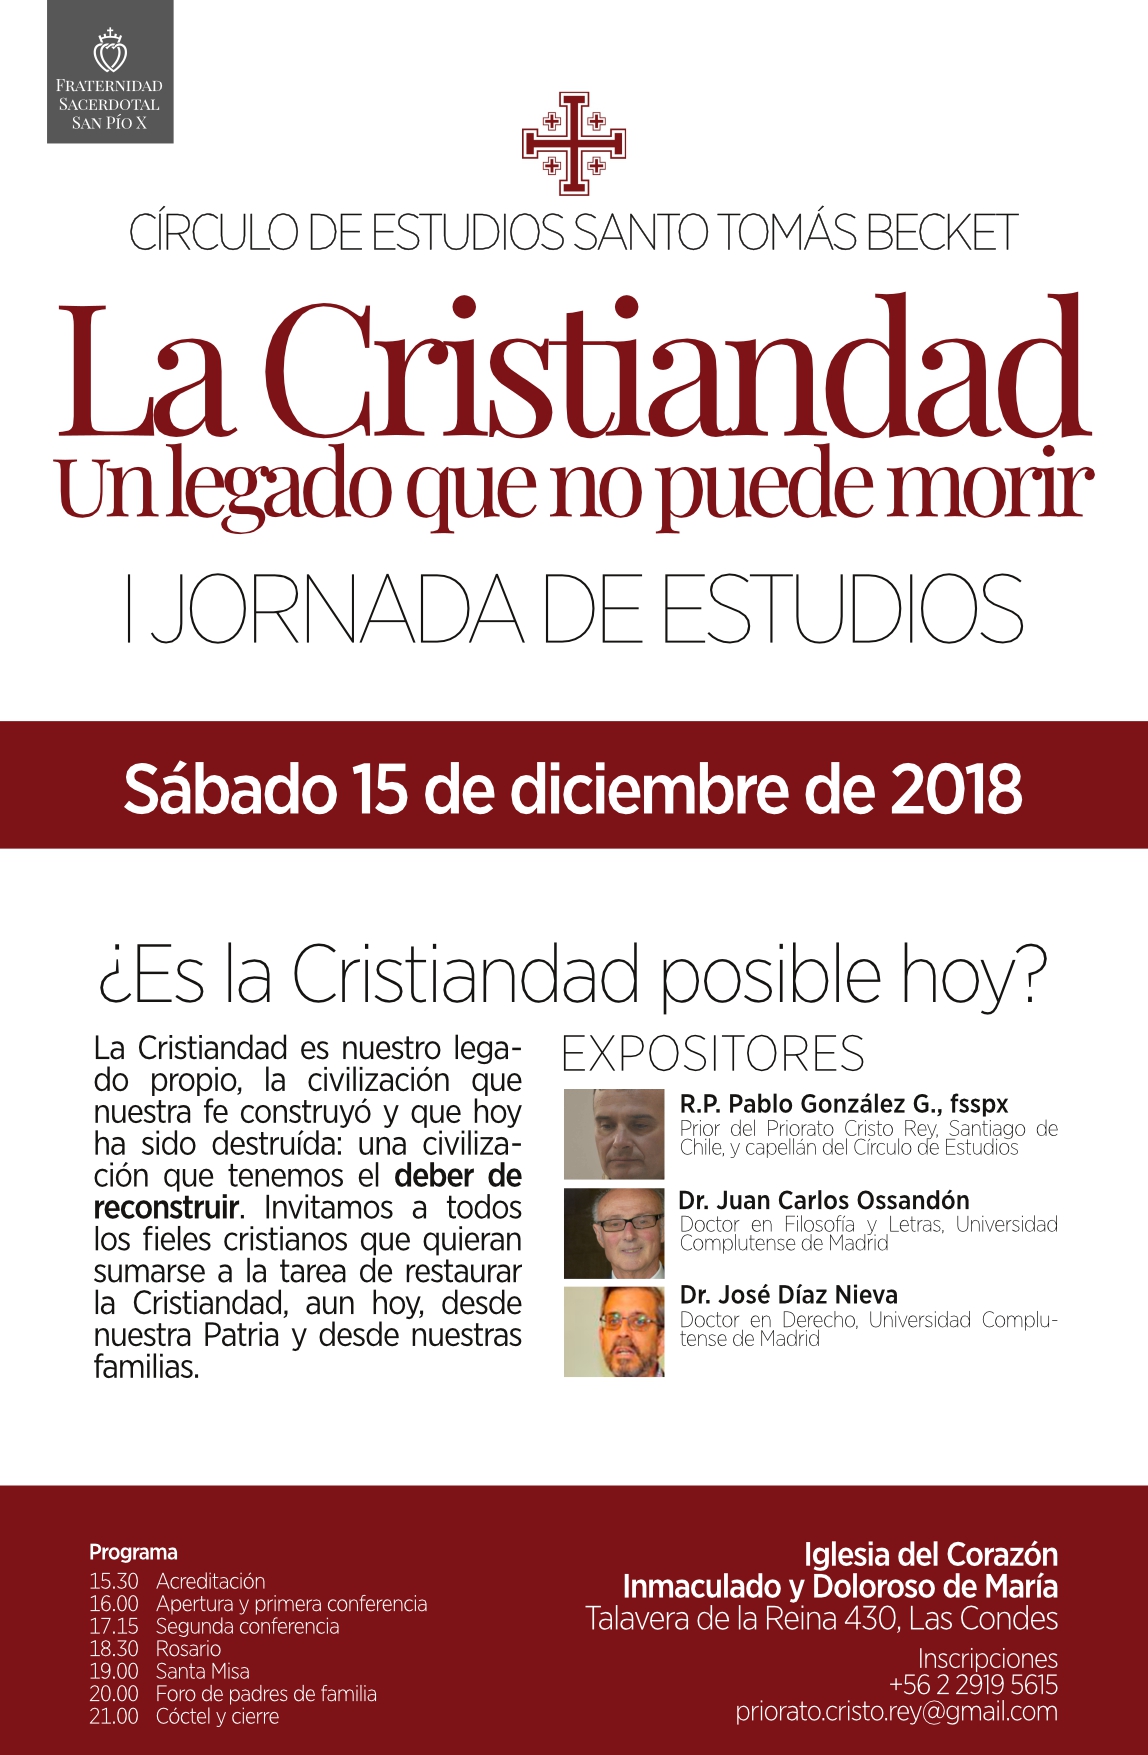 Fraternidad
Sacerdotal
San Pío X
CÍRCULO DE ESTUDIOS SANTO TOMÁS BECKET
La Cristiandad
Un legado que no puede morir
I JORNADA DE ESTUDIOS
Sábado 15 de diciembre de 2018
¿Es la Cristiandad posible hoy?
La Cristiandad es nuestro lega-
do propio, la civilización que
nuestra fe construyó y que hoy
ha sido destruída: una civiliza-
ción que tenemos el deber de
reconstruir. Invitamos a todos
los fieles cristianos que quieran
sumarse a la tarea de restaurar
la Cristiandad, aun hoy, desde
nuestra Patria y desde nuestras
familias.
EXPOSITORES
R.P. Pablo González G., fsspx
Prior del Priorato Cristo Rey, Santiago de
Chile, y capellán del Círculo de Estudios
Dr. Juan Carlos Ossandón
Doctor en Filosofía y Letras, Universidad
Complutense de Madrid
Dr. José Díaz Nieva
Doctor en Derecho, Universidad Complu-
tense de Madrid
Programa
15.30 Acreditación
16.00 Apertura y primera conferencia
17.15 Segunda conferencia
18.30 Rosario
19.00 Santa Misa
20.00 Foro de padres de familia
21.00 Cóctel y cierre
Iglesia del Corazón
Inmaculado y Doloroso de María
Talavera de la Reina 430, Las Condes
Inscripciones
+56 2 2919 5615
priorato.cristo.rey@gmail.com